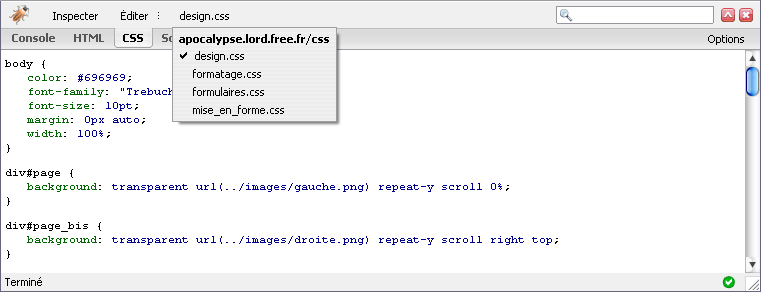 Inspecter Éditer design.css
Console HTML CSS Options
apocalypse.lord.free.fr/css
design.css
formatage.css
formulaires.css
mise_en_forme.css
body {
color: #696969;
font-family: "Trebuch
font-size: 10pt;
margin: 0px auto;
width: 100%;
}
div#page {
background: transparent url(../images/gauche.png) repeat-y scroll 0%;
}
div#page_bis {
background: transparent url(../images/droite.png) repeat-y scroll right top;
}
Terminé